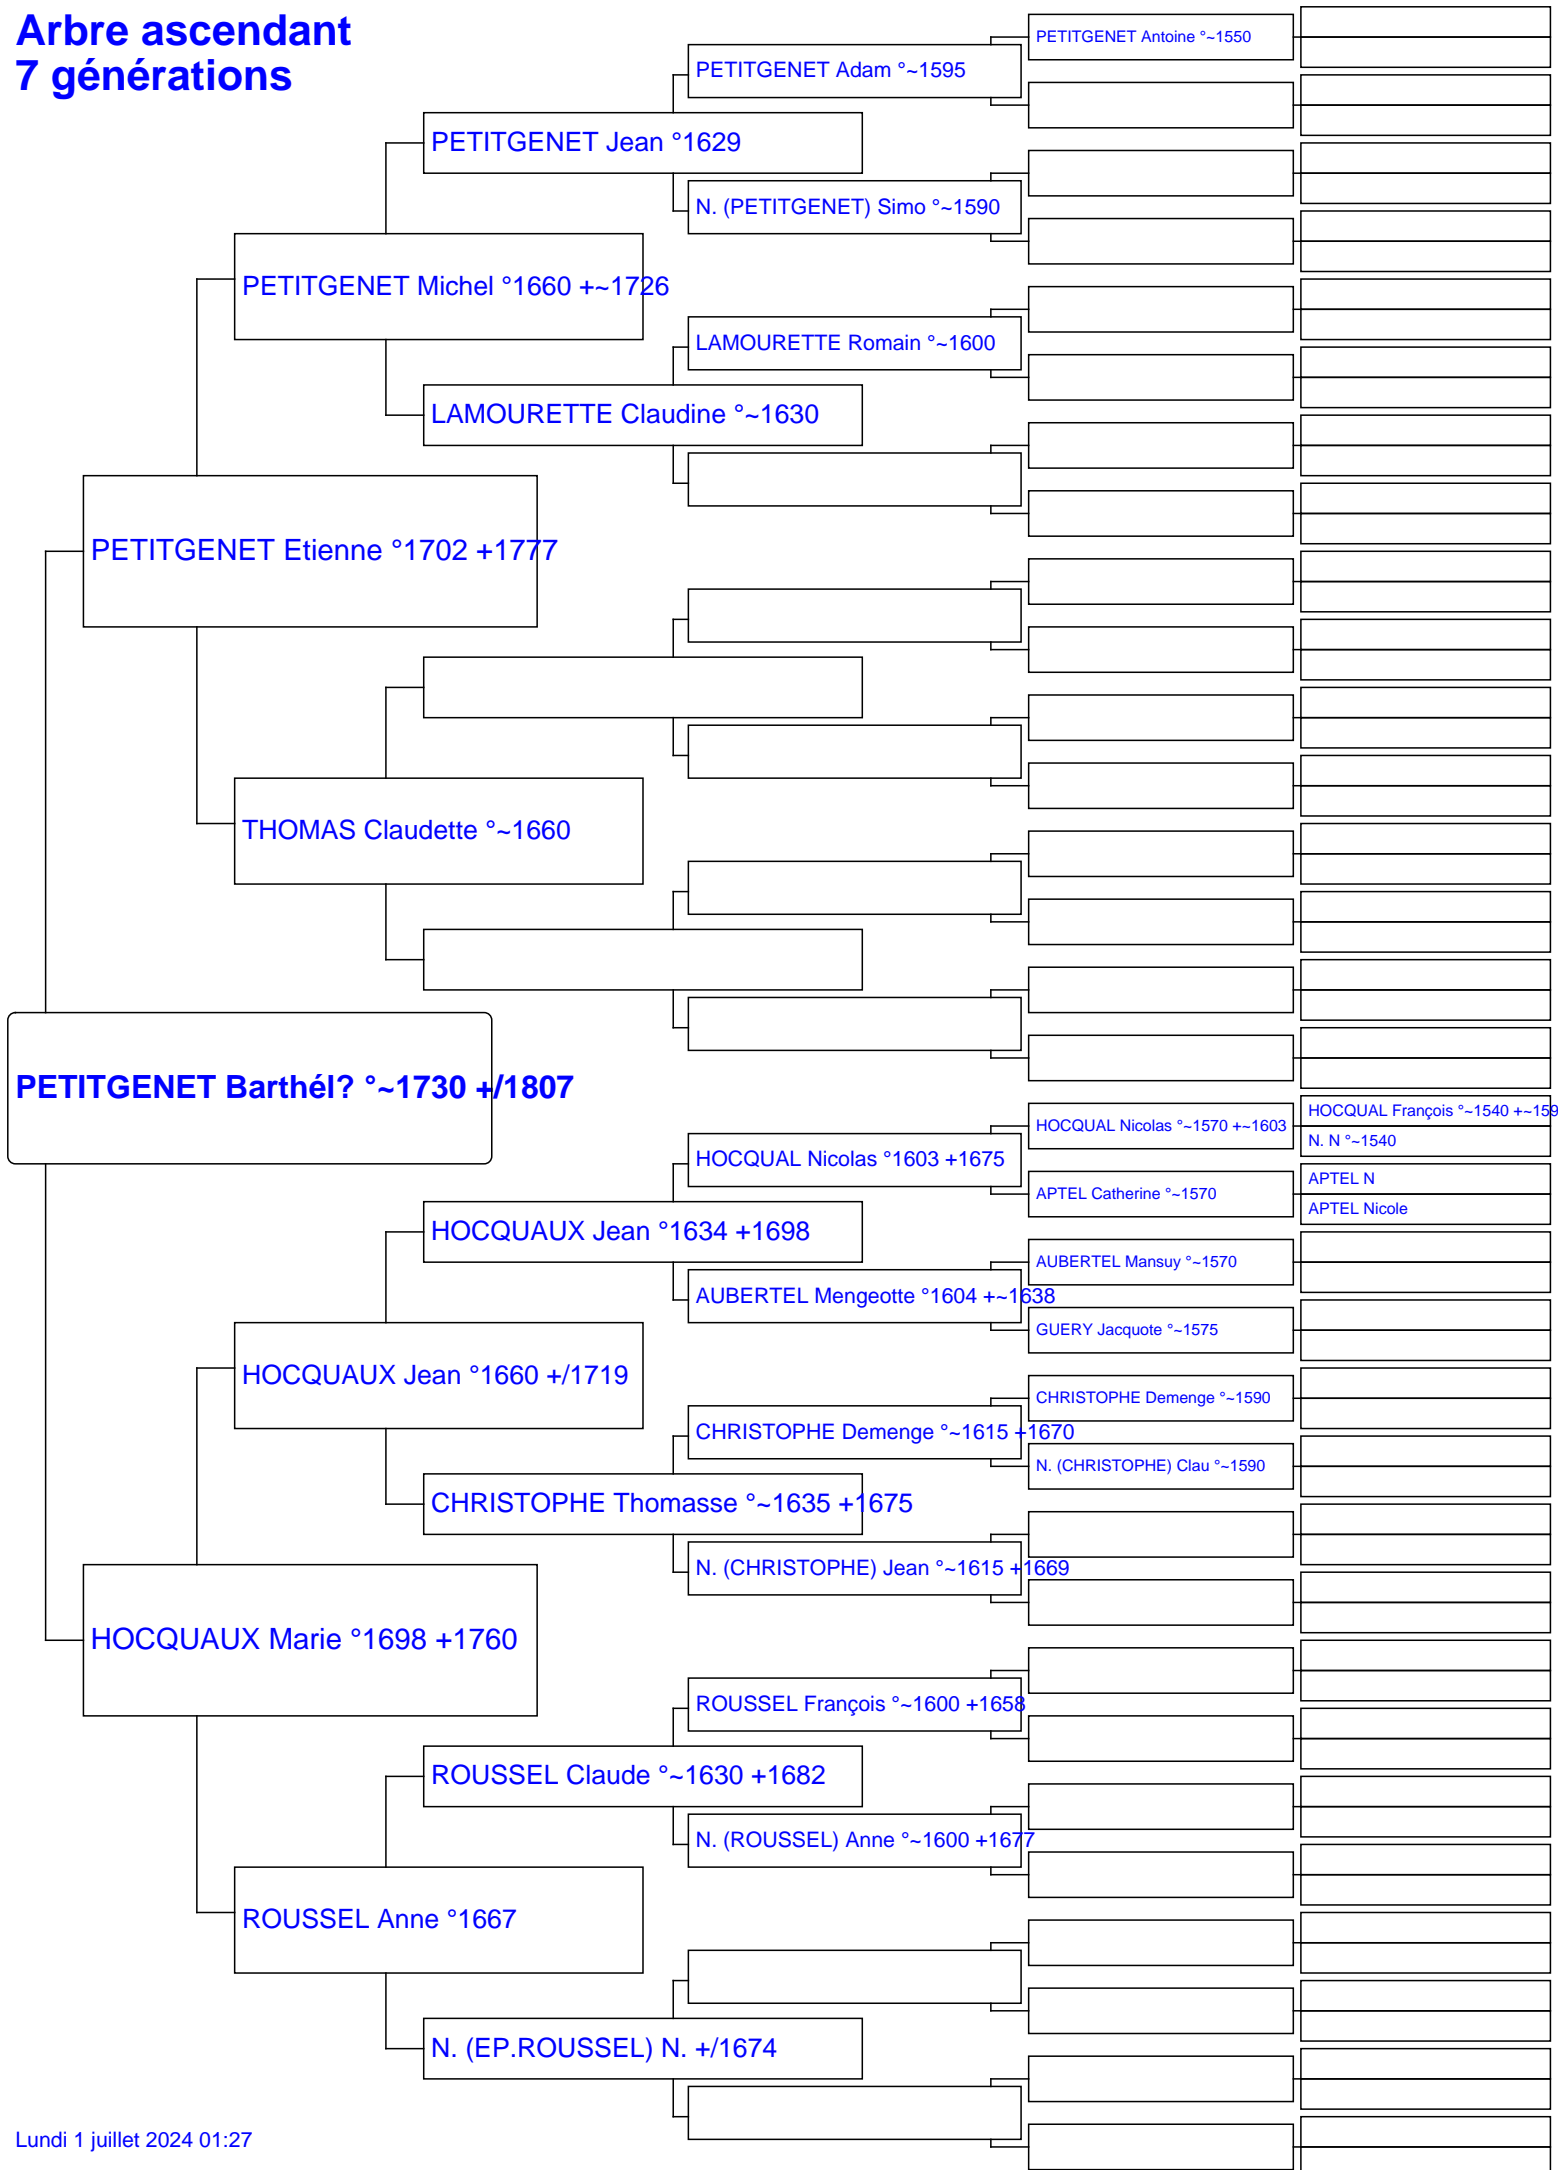 Arbre ascendant
7 générations
PETITGENET Antoine °~1550
PETITGENET Adam °~1595
PETITGENET Jean °1629
N. (PETITGENET) Simo °~1590
PETITGENET Michel °1660 +~1726
LAMOURETTE Romain °~1600
LAMOURETTE Claudine °~1630
PETITGENET Etienne °1702 +1777
THOMAS Claudette °~1660
PETITGENET Barthél? °~1730 +/1807
HOCQUAL François °~1540 +~159
HOCQUAL Nicolas °~1570 +~1603
N. N °~1540
HOCQUAL Nicolas °1603 +1675
APTEL N
APTEL Catherine °~1570
APTEL Nicole
HOCQUAUX Jean °1634 +1698
AUBERTEL Mansuy °~1570
AUBERTEL Mengeotte °1604 +~1638
GUERY Jacquote °~1575
HOCQUAUX Jean °1660 +/1719
CHRISTOPHE Demenge °~1590
CHRISTOPHE Demenge °~1615 +1670
N. (CHRISTOPHE) Clau °~1590
CHRISTOPHE Thomasse °~1635 +1675
N. (CHRISTOPHE) Jean °~1615 +1669
HOCQUAUX Marie °1698 +1760
ROUSSEL François °~1600 +1658
ROUSSEL Claude °~1630 +1682
N. (ROUSSEL) Anne °~1600 +1677
ROUSSEL Anne °1667
N. (EP.ROUSSEL) N. +/1674
Lundi 1 juillet 2024 01:27